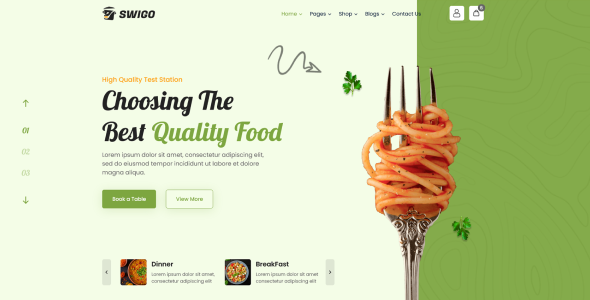 SWIGO
Home Pages Shop Blogs Contact Us
High Quality Test Station
Choosing The
Best Quality Food
Lorem ipsum dolor sit amet, consectetur adipiscing elit,
sed do eiusmod tempor incididunt ut labore et dolore
magna aliqua.
Book a Table
View More
01
02
03
Dinner
Lorem ipsum dolor sit amet,
consectetur adipiscing elit
BreakFast
Lorem ipsum dolor sit amet,
consectetur adipiscing elit